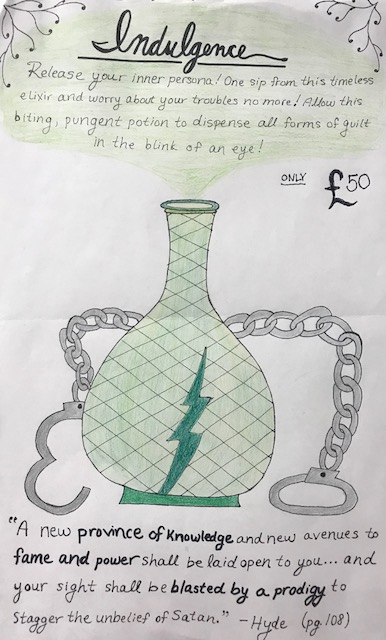 Indulgence
Release your inner persona! One sip from this timeless
elixir and worry about your troubles no more! Allow this
biting, pungent potion to dispense all forms of guilt
in the blink of an eye!
ONLY £50
"A new province of Knowledge and new avenues to
fame and power shall be laid open to you... and
your sight shall be blasted by a prodigy to
stagger the unbelief of Satan." - Hyde (pg. 108)